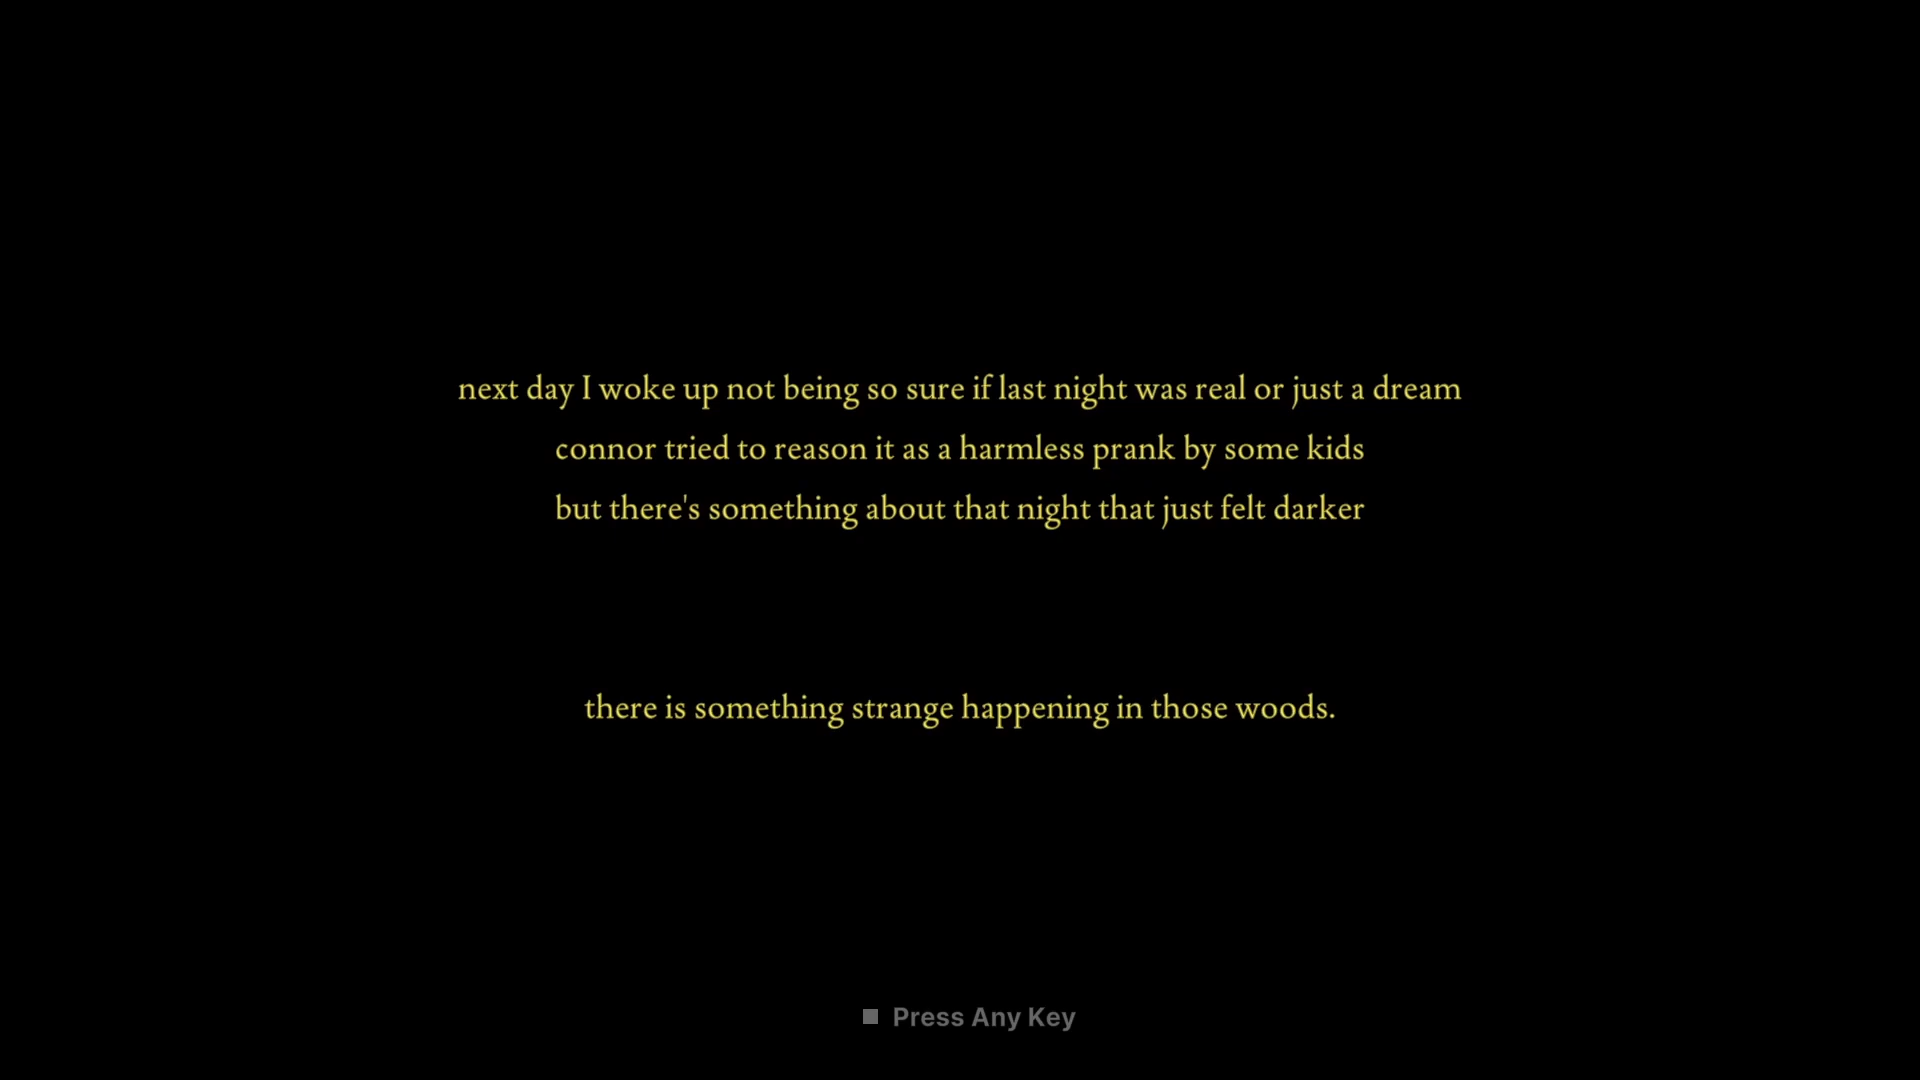 next day I woke up not being so sure if last night was real or just a dream
connor tried to reason it as a harmless prank by some kids
but there's something about that night that just felt darker
there is something strange happening in those woods.
Press Any Key